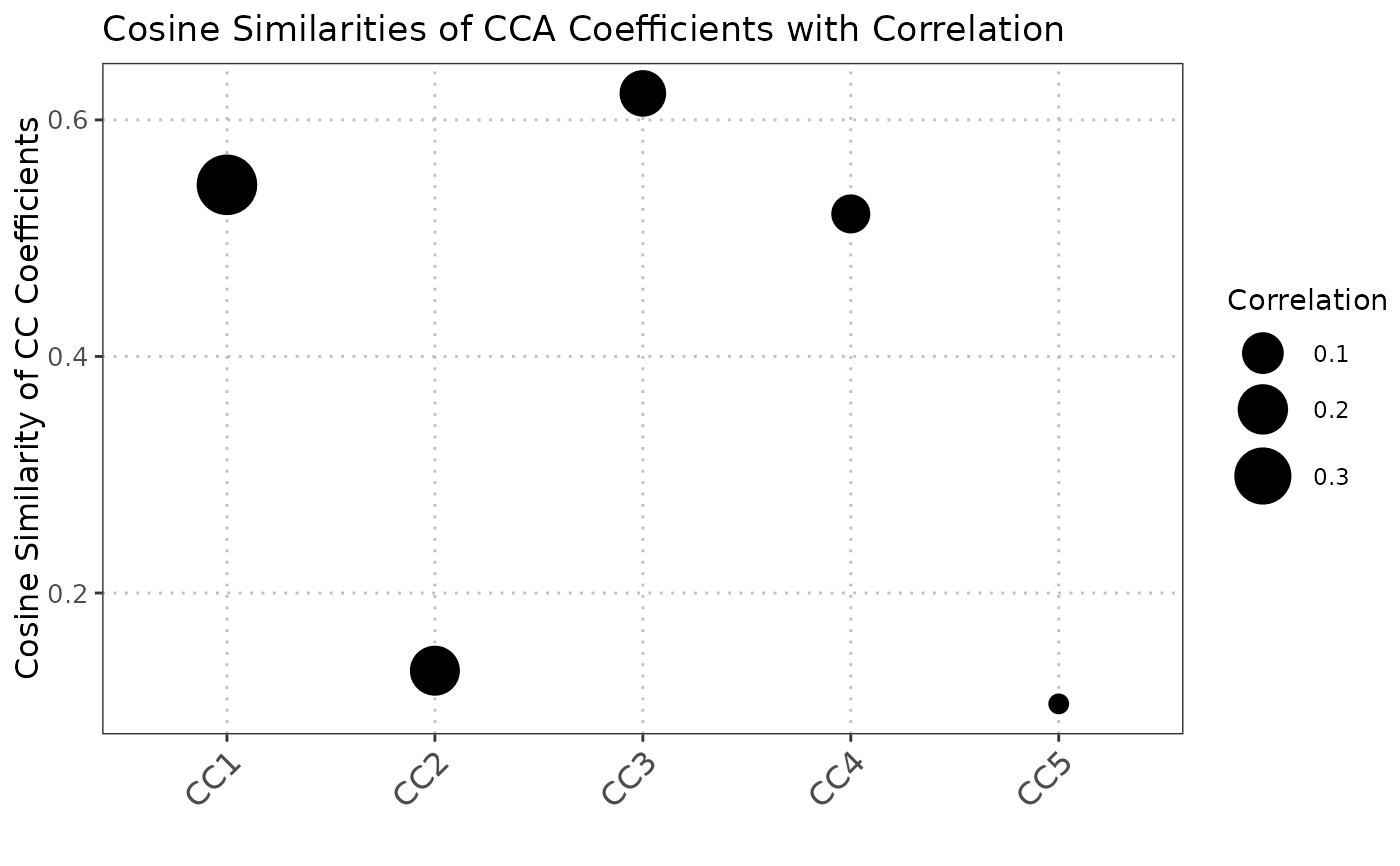 Cosine Similarities of CCA Coefficients with Correlation
Cosine Similarity of CC Coefficients
0.6
0.4
0.2
CC1
CC2
CC3
CC4
CC5
Correlation
0.1
0.2
0.3